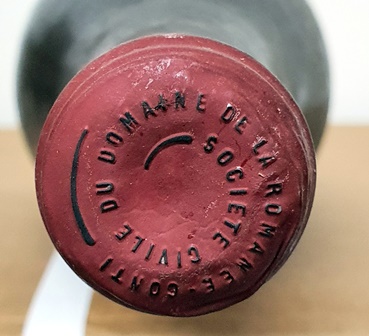 SOCIETE CIVILE
DU DOMAINE DE LA ROMANEE-CONTI